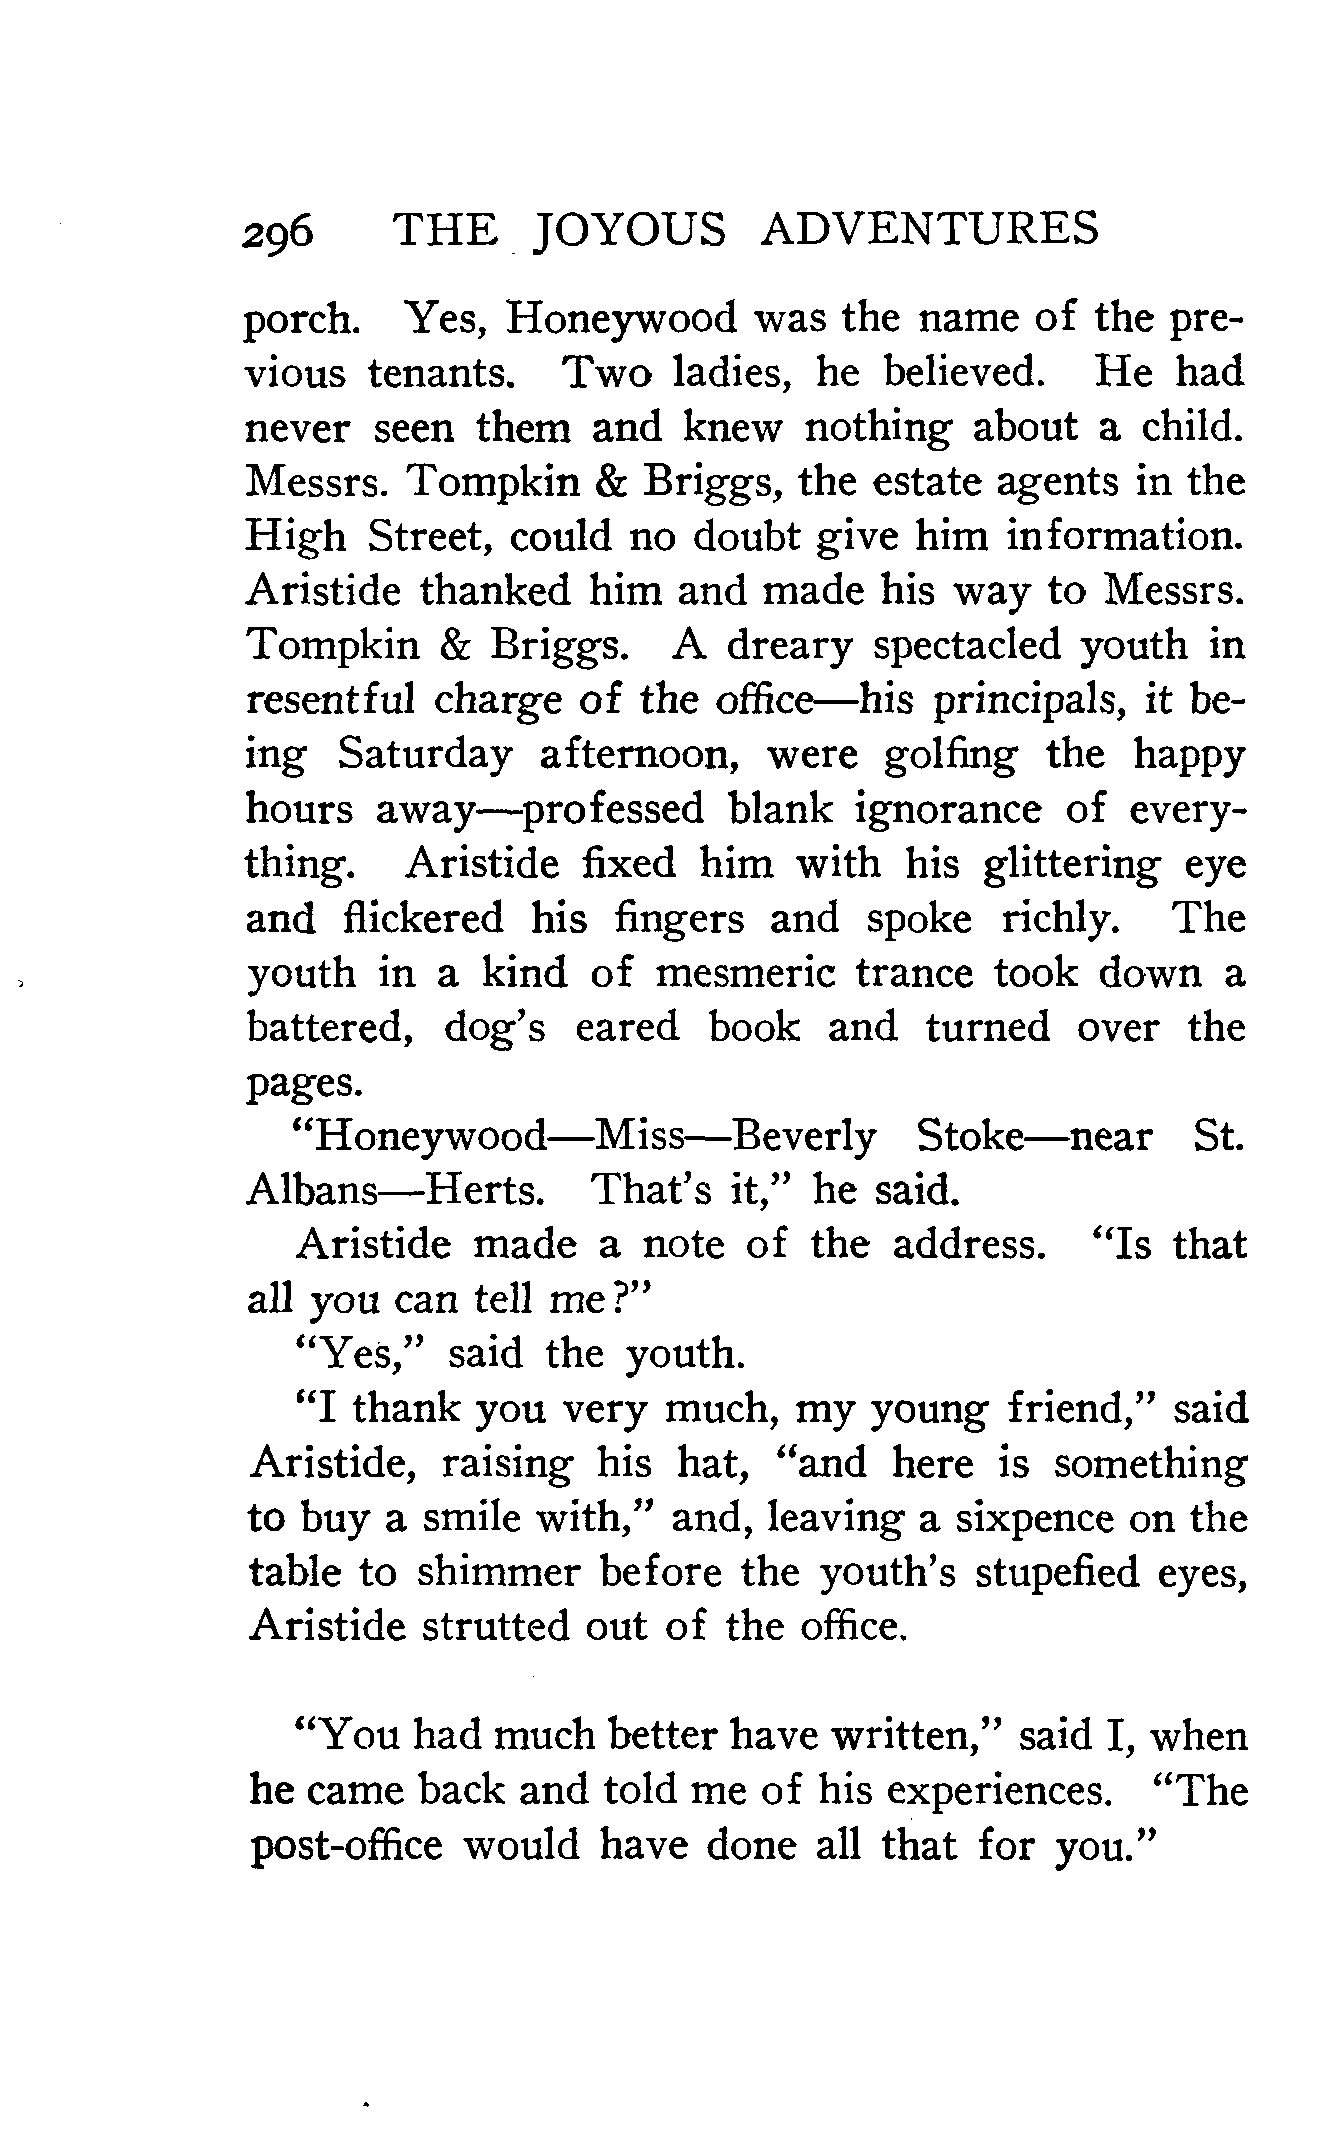 296 THE JOYOUS ADVENTURES
porch. Yes, Honeywood was the name of the pre-
vious tenants. Two ladies, he believed. He had
never seen them and knew nothing about a child.
Messrs. Tompkin & Briggs, the estate agents in the
High Street, could no doubt give him information.
Aristide thanked him and made his way to Messrs.
Tompkin & Briggs. A dreary spectacled youth in
resentful charge of the office—his principals, it be-
ing Saturday afternoon, were golfing the happy
hours away—professed blank ignorance of every-
thing. Aristide fixed him with his glittering eye
and flickered his fingers and spoke richly. The
youth in a kind of mesmeric trance took down a
battered, dog's eared book and turned over the
pages.
"Honeywood—Miss—Beverly Stoke—near St.
Albans—Herts. That's it," he said.
Aristide made a note of the address. "Is that
all you can tell me?"
"Yes," said the youth.
"I thank you very much, my young friend," said
Aristide, raising his hat, "and here is something
to buy a smile with," and, leaving a sixpence on the
table to shimmer before the youth's stupefied eyes,
Aristide strutted out of the office.
"You had much better have written," said I, when
he came back and told me of his experiences. "The
post-office would have done all that for you."